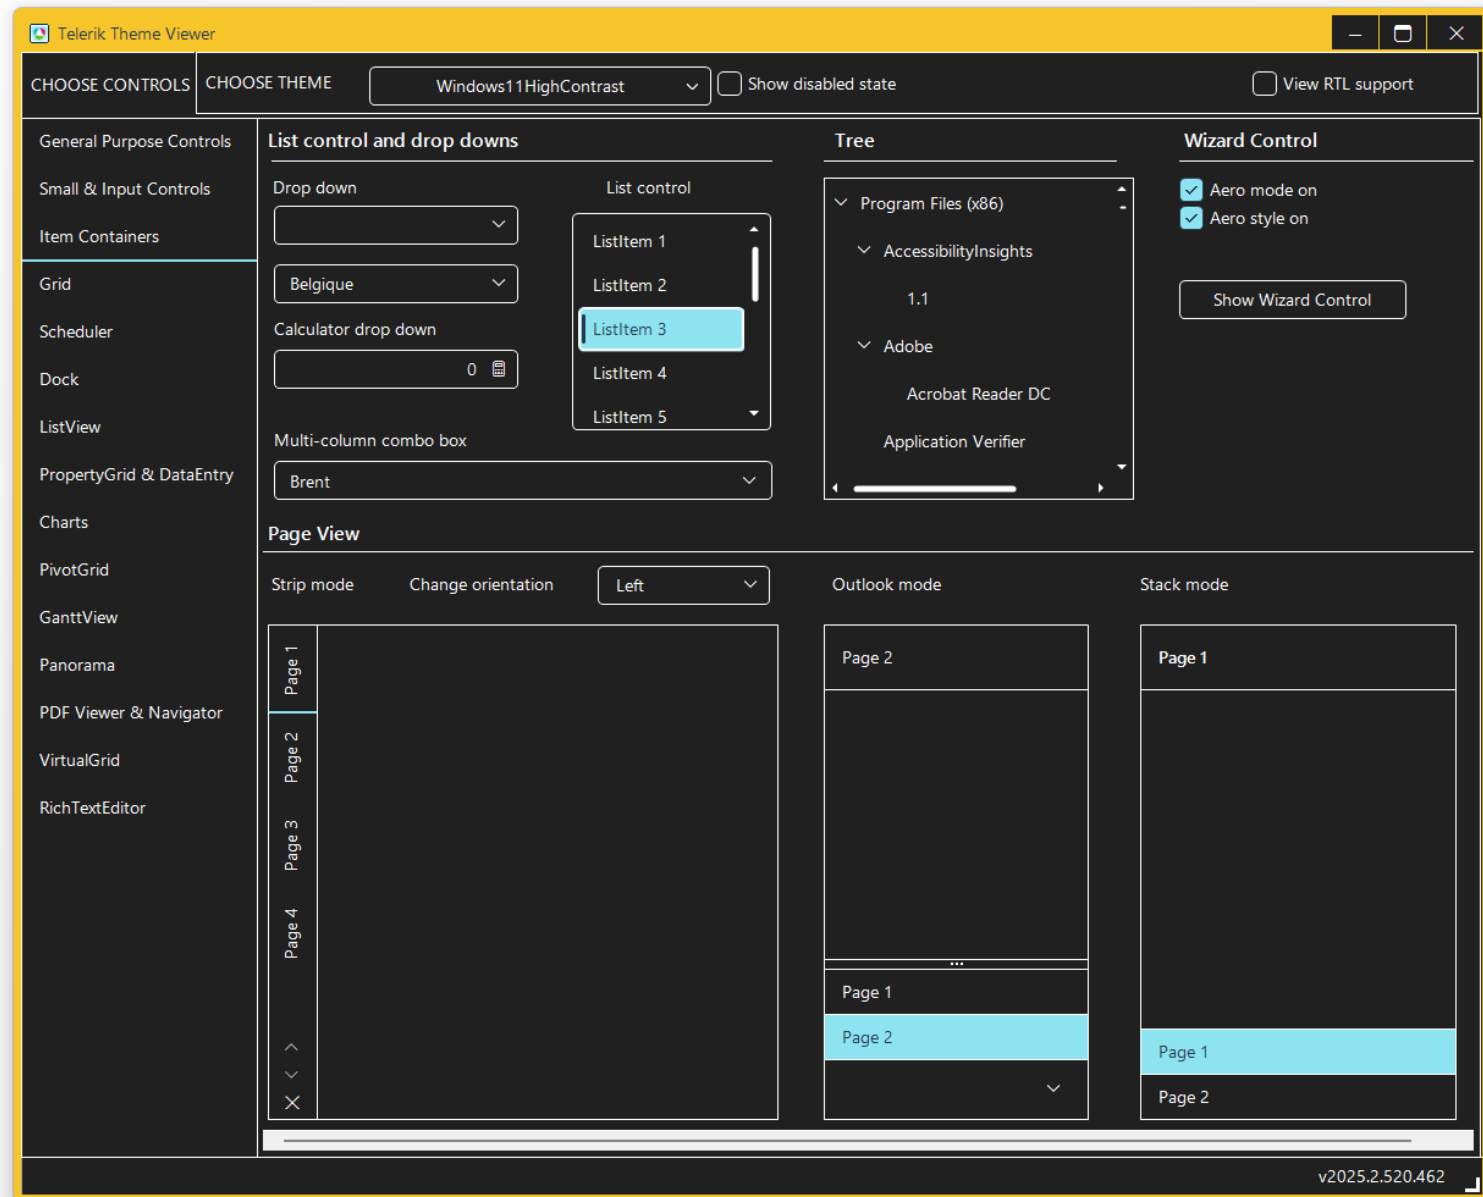 Telerik Theme Viewer
CHOOSE CONTROLS
CHOOSE THEME
Windows11HighContrast
Show disabled state
View RTL support
General Purpose Controls
Small & Input Controls
Item Containers
Grid
Scheduler
Dock
ListView
PropertyGrid & DataEntry
Charts
PivotGrid
GanttView
Panorama
PDF Viewer & Navigator
VirtualGrid
RichTextEditor
List control and drop downs
Drop down
Belgique
Calculator drop down
0
Multi-column combo box
Brent
List control
ListItem 1
ListItem 2
ListItem 3
ListItem 4
ListItem 5
Tree
Program Files (x86)
AccessibilityInsights
1.1
Adobe
Acrobat Reader DC
Application Verifier
Wizard Control
Aero mode on
Aero style on
Show Wizard Control
Page View
Strip mode
Change orientation
Left
Page 1
Page 2
Page 3
Page 4
Outlook mode
Page 2
Page 1
Page 2
Stack mode
Page 1
Page 1
Page 2
v2025.2.520.462